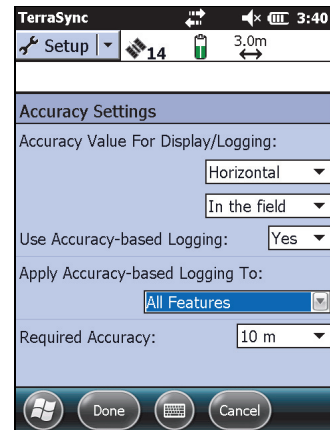 TerraSync 3:40
Setup 14 3.0m
Accuracy Settings
Accuracy Value For Display/Logging:
Horizontal
In the field
Use Accuracy-based Logging: Yes
Apply Accuracy-based Logging To:
All Features
Required Accuracy: 10 m
Done Cancel